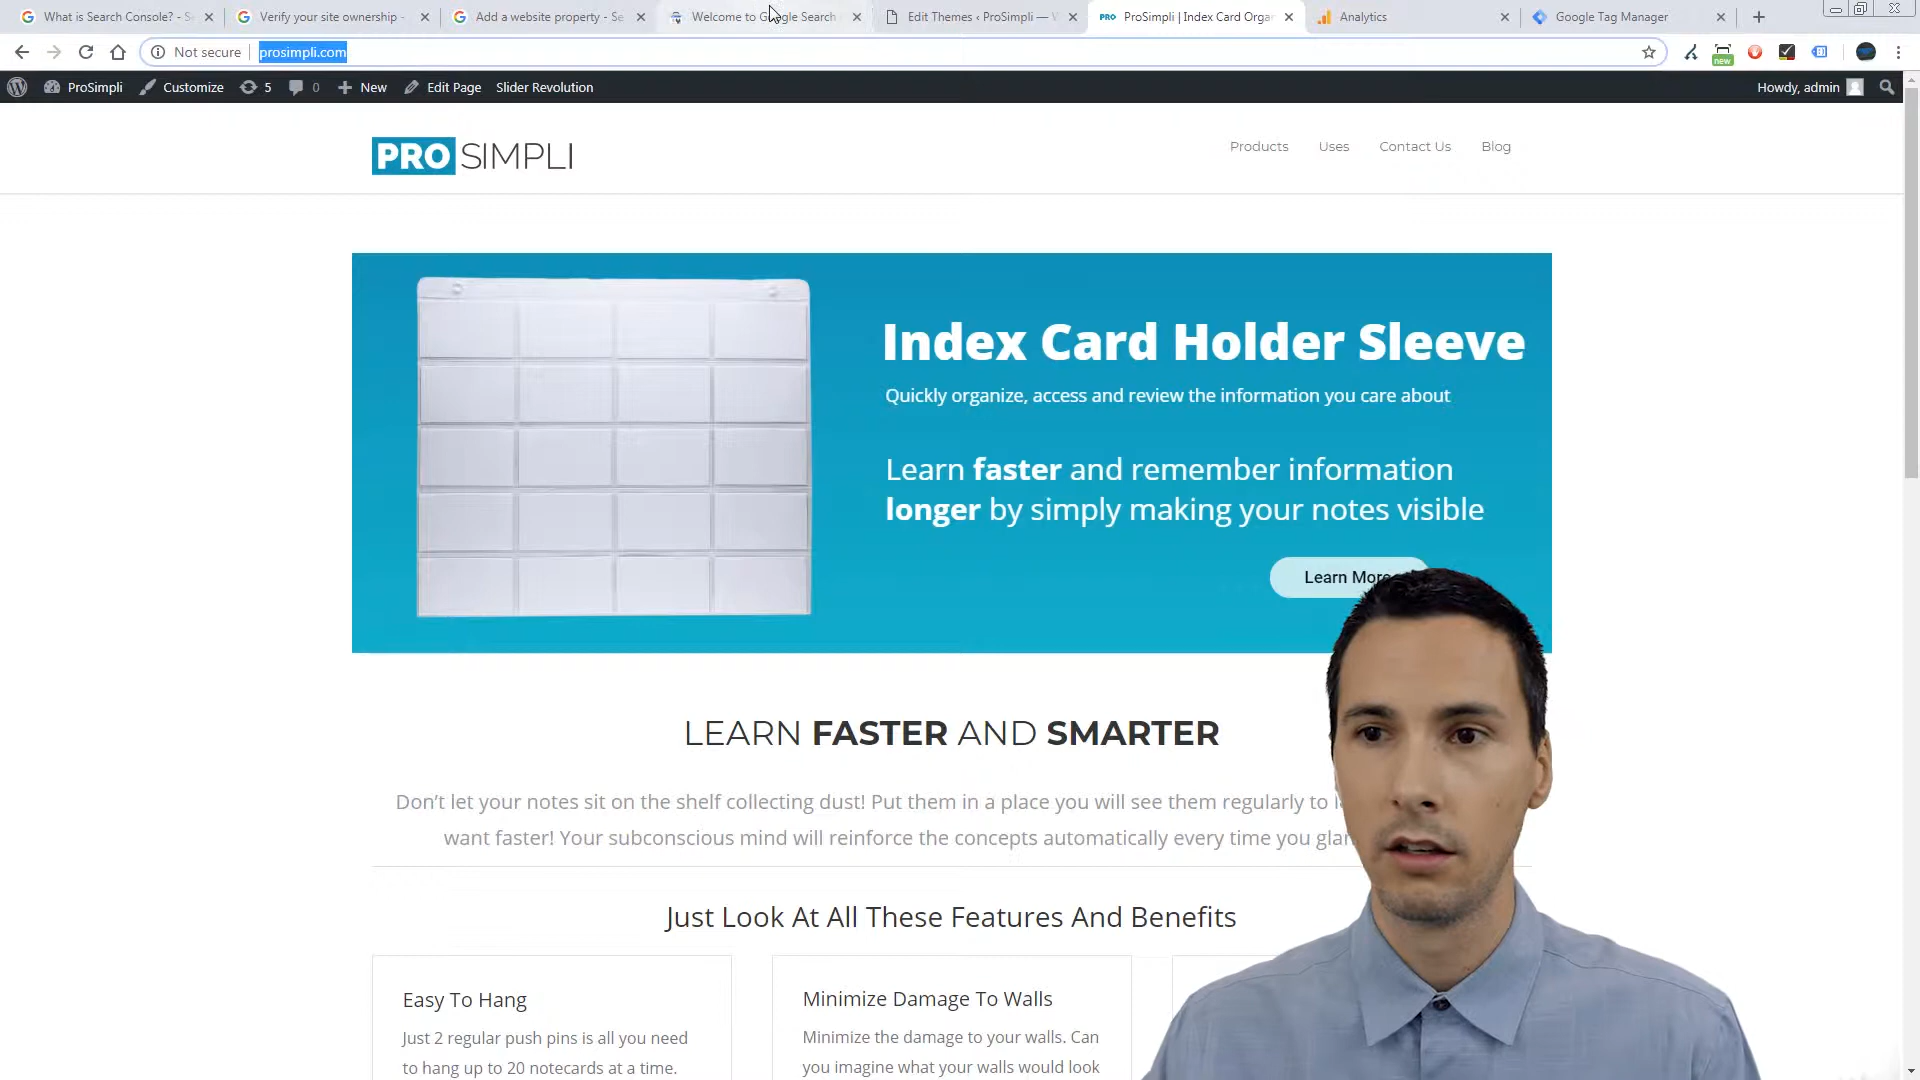 What is Search Console? - S
Verify your site ownership -
Add a website property - Se
Welcome to Google Search
Edit Themes ‹ ProSimpli — W
PRO ProSimpli | Index Card Orga
Analytics
Google Tag Manager
Not secure prosimpli.com
new
ProSimpli Customize 5 0 New Edit Page Slider Revolution Howdy, admin
PRO SIMPLI
Products Uses Contact Us Blog
Index Card Holder Sleeve
Quickly organize, access and review the information you care about
Learn faster and remember information
longer by simply making your notes visible
Learn More
LEARN FASTER AND SMARTER
Don’t let your notes sit on the shelf collecting dust! Put them in a place you will see them regularly to
want faster! Your subconscious mind will reinforce the concepts automatically every time you
Just Look At All These Features And Benefits
Easy To Hang
Just 2 regular push pins is all you need
to hang up to 20 notecards at a time.
Minimize Damage To Walls
Minimize the damage to your walls. Can
you imagine what your walls would look